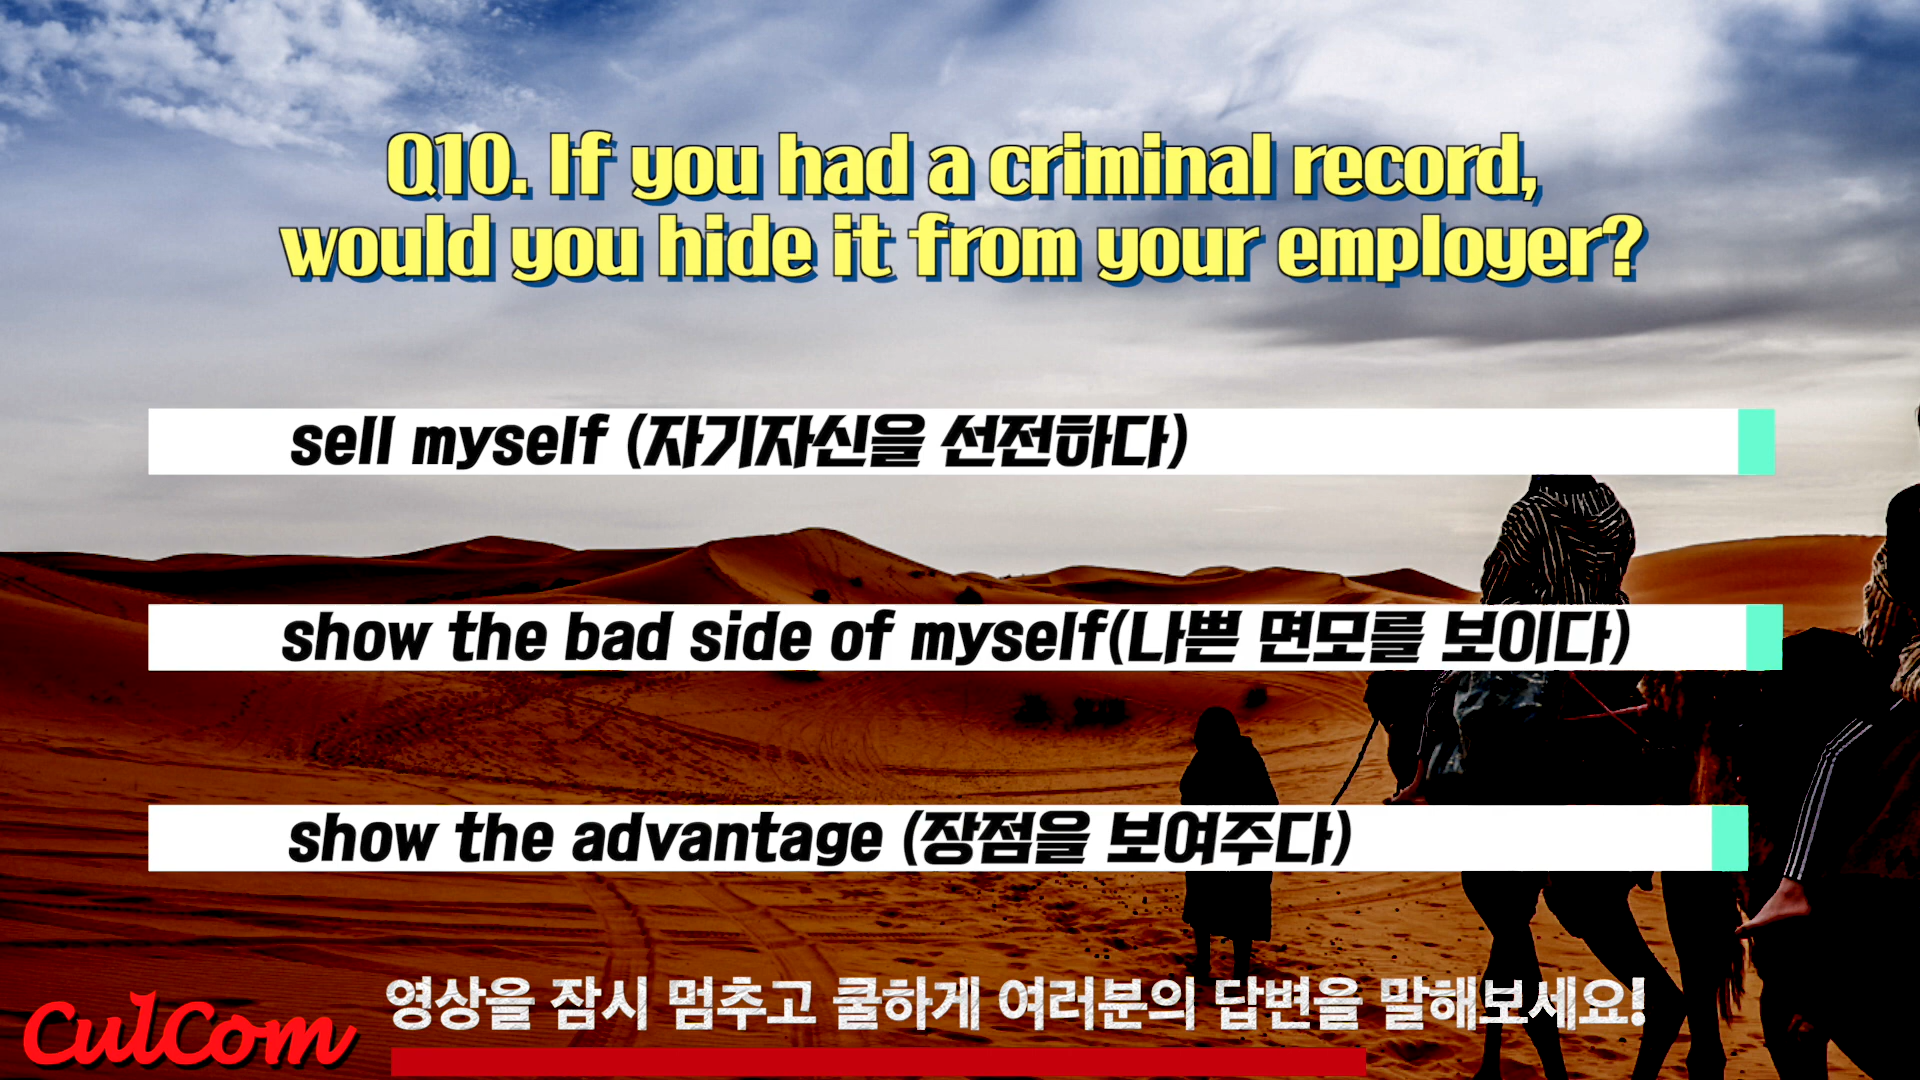 Q10. If you had a criminal record,
would you hide it from your employer?
sell myself (자기자신을 선전하다)
show the bad side of myself(나쁜 면모를 보이다)
show the advantage (장점을 보여주다)
영상을 잠시 멈추고 쿨하게 여러분의 답변을 말해보세요!
CulCom